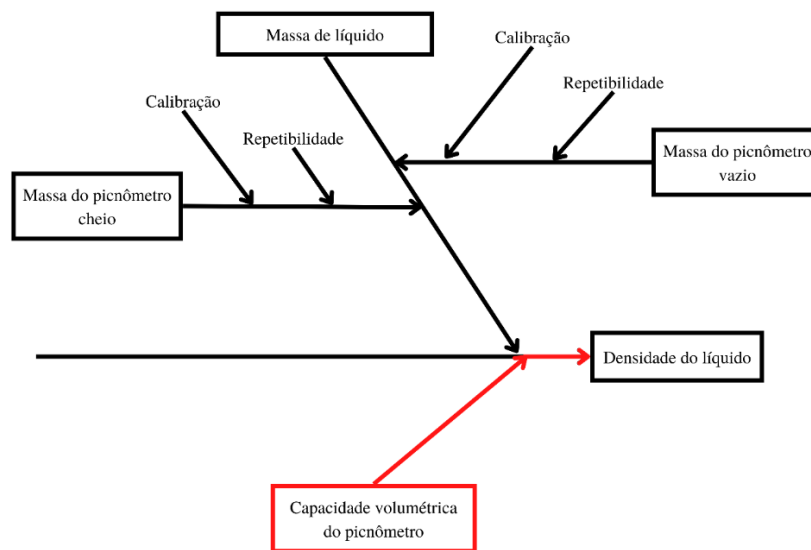 Massa de líquido
Calibração
Repetibilidade
Calibração
Repetibilidade
Massa do picnômetro
vazio
Massa do picnômetro
cheio
Densidade do líquido
Capacidade volumétrica
do picnômetro